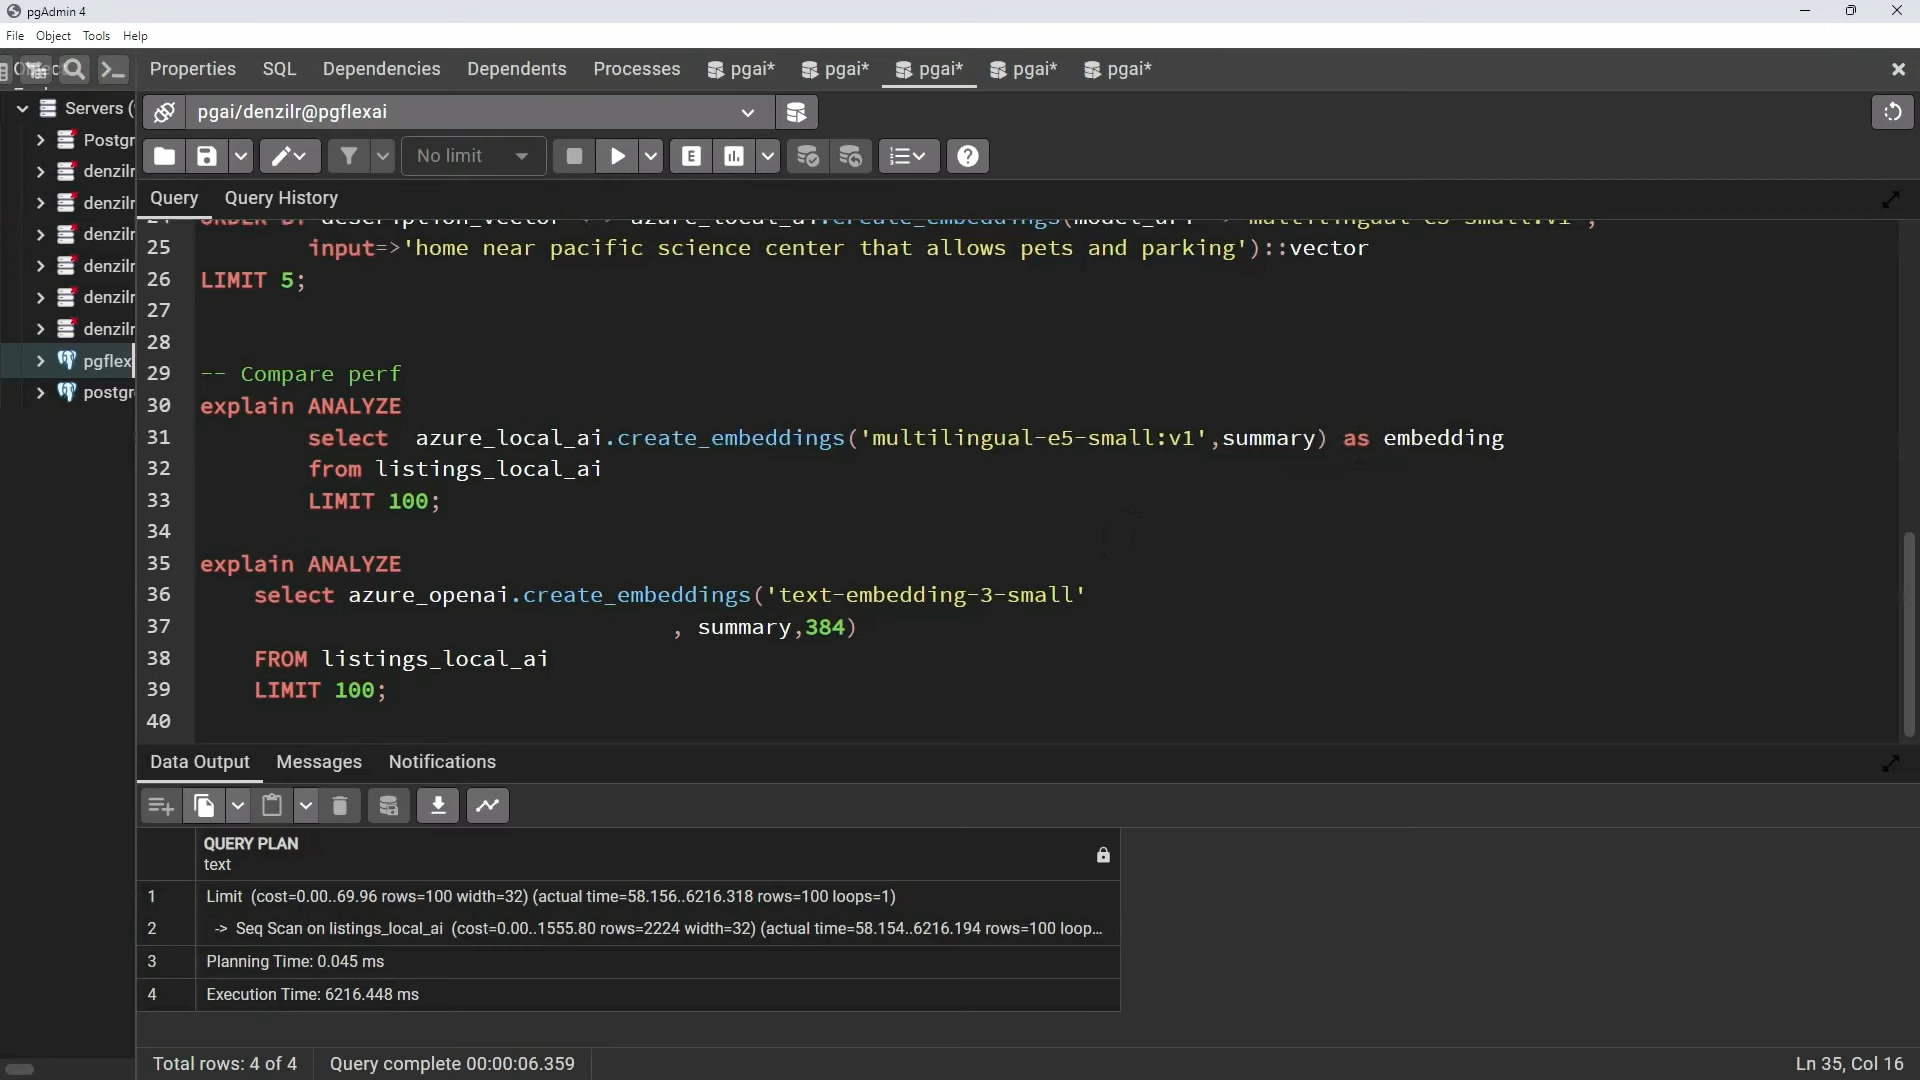 pgAdmin 4
File Object Tools Help
Properties SQL Dependencies Dependents Processes pgai* pgai* pgai* pgai* pgai*
Servers (
Postgr
denzilr
denzilr
denzilr
denzilr
denzilr
denzilr
pgflex
postgr
pgai/denzilr@pgflexai
No limit
E
Query Query History
25 input=>'home near pacific science center that allows pets and parking')::vector
26 LIMIT 5;
27
28
29 -- Compare perf
30 explain ANALYZE
31 select azure_local_ai.create_embeddings('multilingual-e5-small:v1',summary) as embedding
32 from listings_local_ai
33 LIMIT 100;
34
35 explain ANALYZE
36 select azure_openai.create_embeddings('text-embedding-3-small'
37 , summary,384)
38 FROM listings_local_ai
39 LIMIT 100;
40
Data Output Messages Notifications
QUERY PLAN
text
1 Limit (cost=0.00..69.96 rows=100 width=32) (actual time=58.156..6216.318 rows=100 loops=1)
2 -> Seq Scan on listings_local_ai (cost=0.00..1555.80 rows=2224 width=32) (actual time=58.154..6216.194 rows=100 loop...
3 Planning Time: 0.045 ms
4 Execution Time: 6216.448 ms
Total rows: 4 of 4 Query complete 00:00:06.359 Ln 35, Col 16